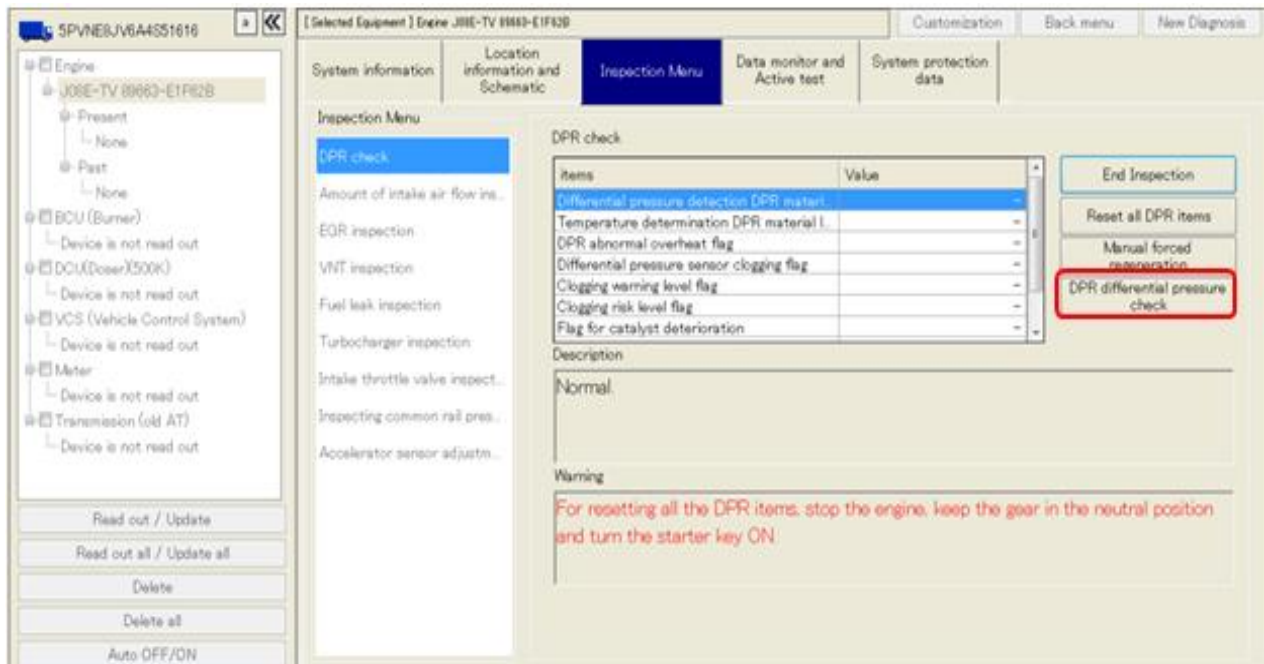 5PVNE8JV6A4S51616
[ Selected Equipment ] Engine J08E-TV 89663-E1F62B
Customization
Back menu
New Diagnosis
Engine
J08E-TV 89663-E1F62B
Present
None
Past
None
BCU (Burner)
Device is not read out
DCU(Doser)(500K)
Device is not read out
VCS (Vehicle Control System)
Device is not read out
Meter
Device is not read out
Transmission (old AT)
Device is not read out
Read out / Update
Read out all / Update all
Delete
Delete all
Auto OFF/ON
System information
Location
information and
Schematic
Inspection Menu
Data monitor and
Active test
System protection
data
Inspection Menu
DPR check
Amount of intake air flow ins...
EGR inspection
VNT inspection
Fuel leak inspection
Turbocharger inspection
Intake throttle valve inspect...
Inspecting common rail pres...
Accelerator sensor adjustm...
DPR check
items Value
Differential pressure detection DPR materi... -
Temperature determination DPR material l... -
DPR abnormal overheat flag -
Differential pressure sensor clogging flag -
Clogging warning level flag -
Clogging risk level flag -
Flag for catalyst deterioration -
End Inspection
Reset all DPR items
Manual forced
regeneration
DPR differential pressure
check
Description
Normal.
Warning
For resetting all the DPR items, stop the engine, keep the gear in the neutral position
and turn the starter key ON